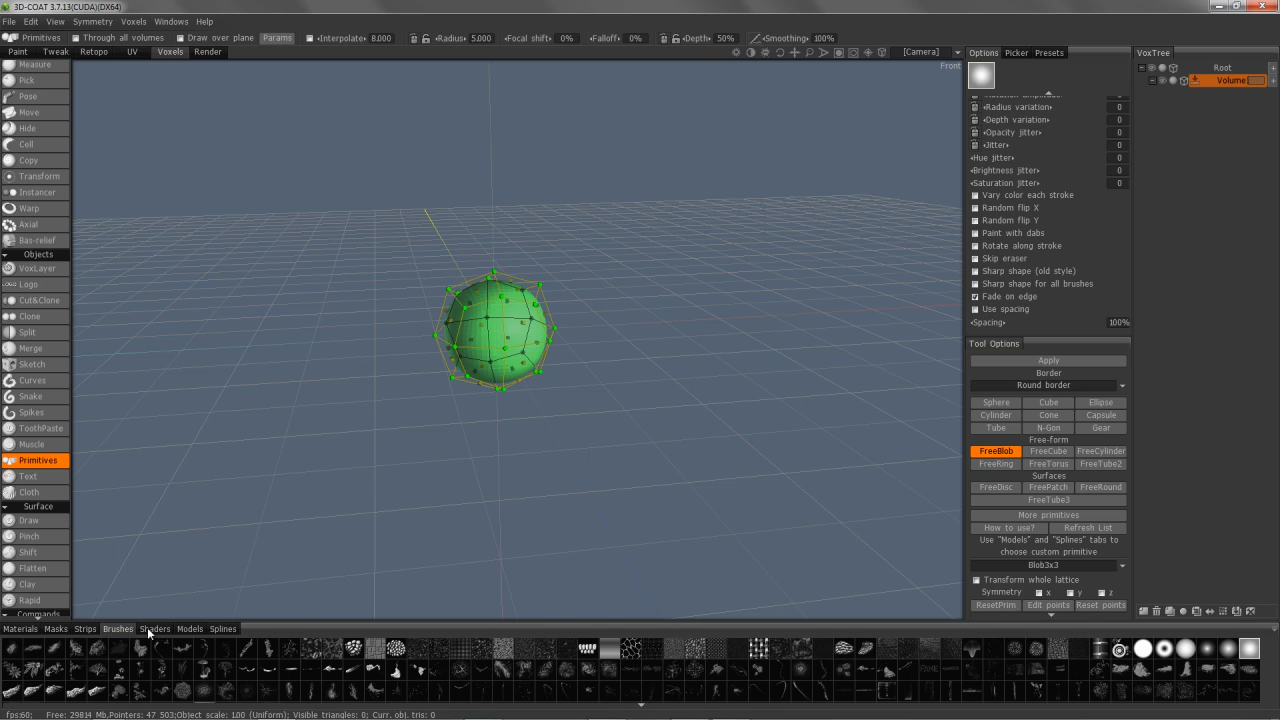 3D-COAT 3.7.13(CUDA)(DX64)
File Edit View Symmetry Voxels Windows Help
Primitives Through all volumes Draw over plane Params Interpolate 8.000 Radius 5.000 Focal shift 0% Falloff 0% Depth 50% Smoothing 100%
Paint Tweak Retopo UV Voxels Render [Camera] Options Picker Presets VoxTree
Front
Measure
Pick
Pose
Move
Hide
Cell
Copy
Transform
Instancer
Warp
Axial
Bas-relief
Objects
VoxLayer
Logo
Cut&Clone
Clone
Split
Merge
Sketch
Curves
Snake
Spikes
ToothPaste
Muscle
Primitives
Text
Cloth
Surface
Draw
Pinch
Shift
Flatten
Clay
Rapid
Radius variation 0
Depth variation 0
Opacity jitter 0
Jitter 0
Hue jitter 0
Brightness jitter 0
Saturation jitter 0
Vary color each stroke
Random flip X
Random flip Y
Paint with dabs
Rotate along stroke
Skip eraser
Sharp shape (old style)
Sharp shape for all brushes
Fade on edge
Use spacing
Spacing 100%
Tool Options
Apply
Border
Round border
Sphere Cube Ellipse
Cylinder Cone Capsule
Tube N-Gon Gear
Free-form
FreeBlob FreeCube FreeCylinder
FreeRing FreeTorus FreeTube2
Surfaces
FreeDisc FreePatch FreeRound
FreeTube3
More primitives
How to use? Refresh List
Use "Models" and "Splines" tabs to
choose custom primitive
Blob3x3
Transform whole lattice
Symmetry x y z
ResetPrim Edit points Reset points
Root
Volume
Materials Masks Strips Brushes Shaders Models Splines
fps:60; Free: 29814 Mb,Pointers: 47 503;Object scale: 1.00 (Uniform); Visible triangles: 0; Curr. obj. tris: 0